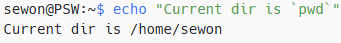 sewon@PSW:~$ echo "Current dir is `pwd`"
Current dir is /home/sewon